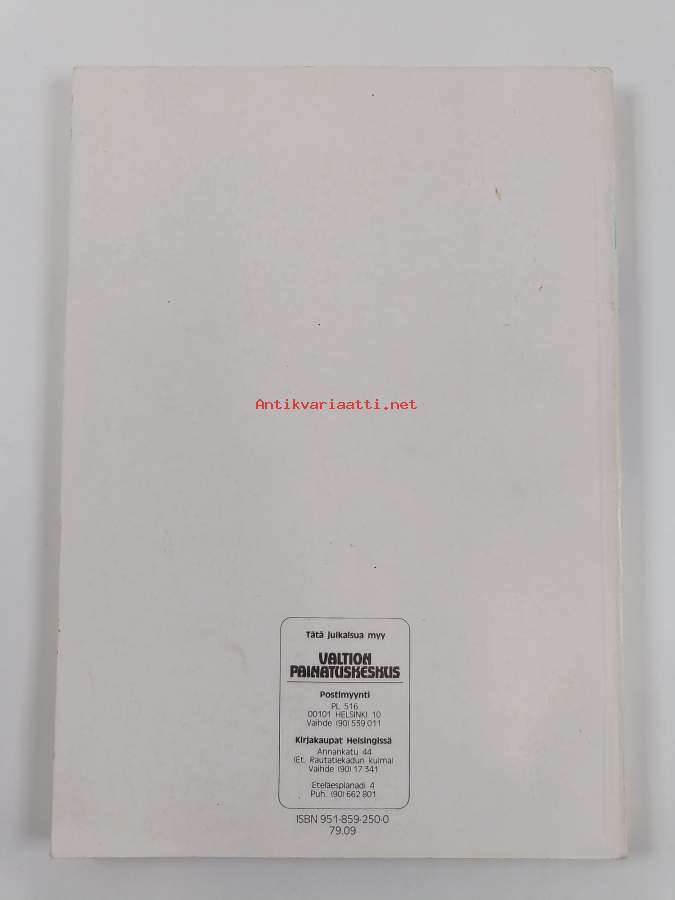 Antikvariaatti.net
Tätä julkaisua myy
VALTION
PAINATUSKESKUS
Postimyynti
PL 516
00101 HELSINKI 10
Vaihde (90) 539 011
Kirjakaupat Helsingissä
Annankatu 44
(Et. Rautatiekadun kulma)
Vaihde (90) 17 341
Eteläesplanadi 4
Puh. (90) 662 801
ISBN 951-859-250-0
79.09